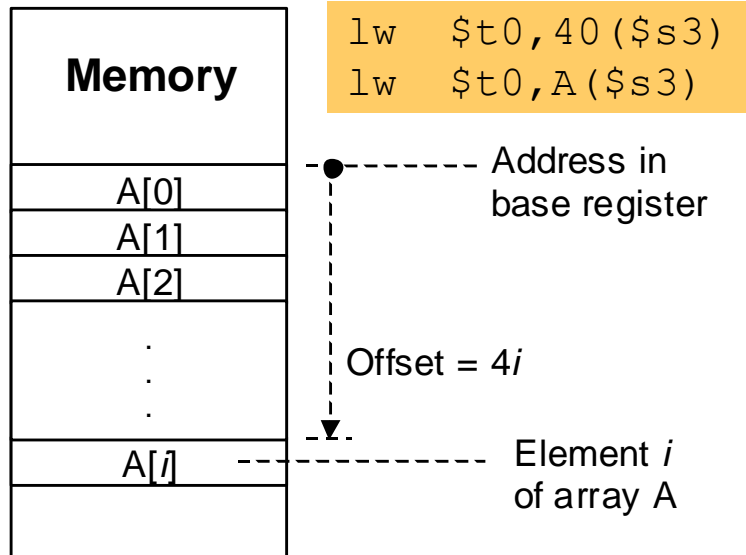 lw $t0,40($s3)
lw $t0,A($s3)
Memory
A[0]
A[1]
A[2]
.
.
.
A[i]
Address in
base register
Offset = 4i
Element i
of array A